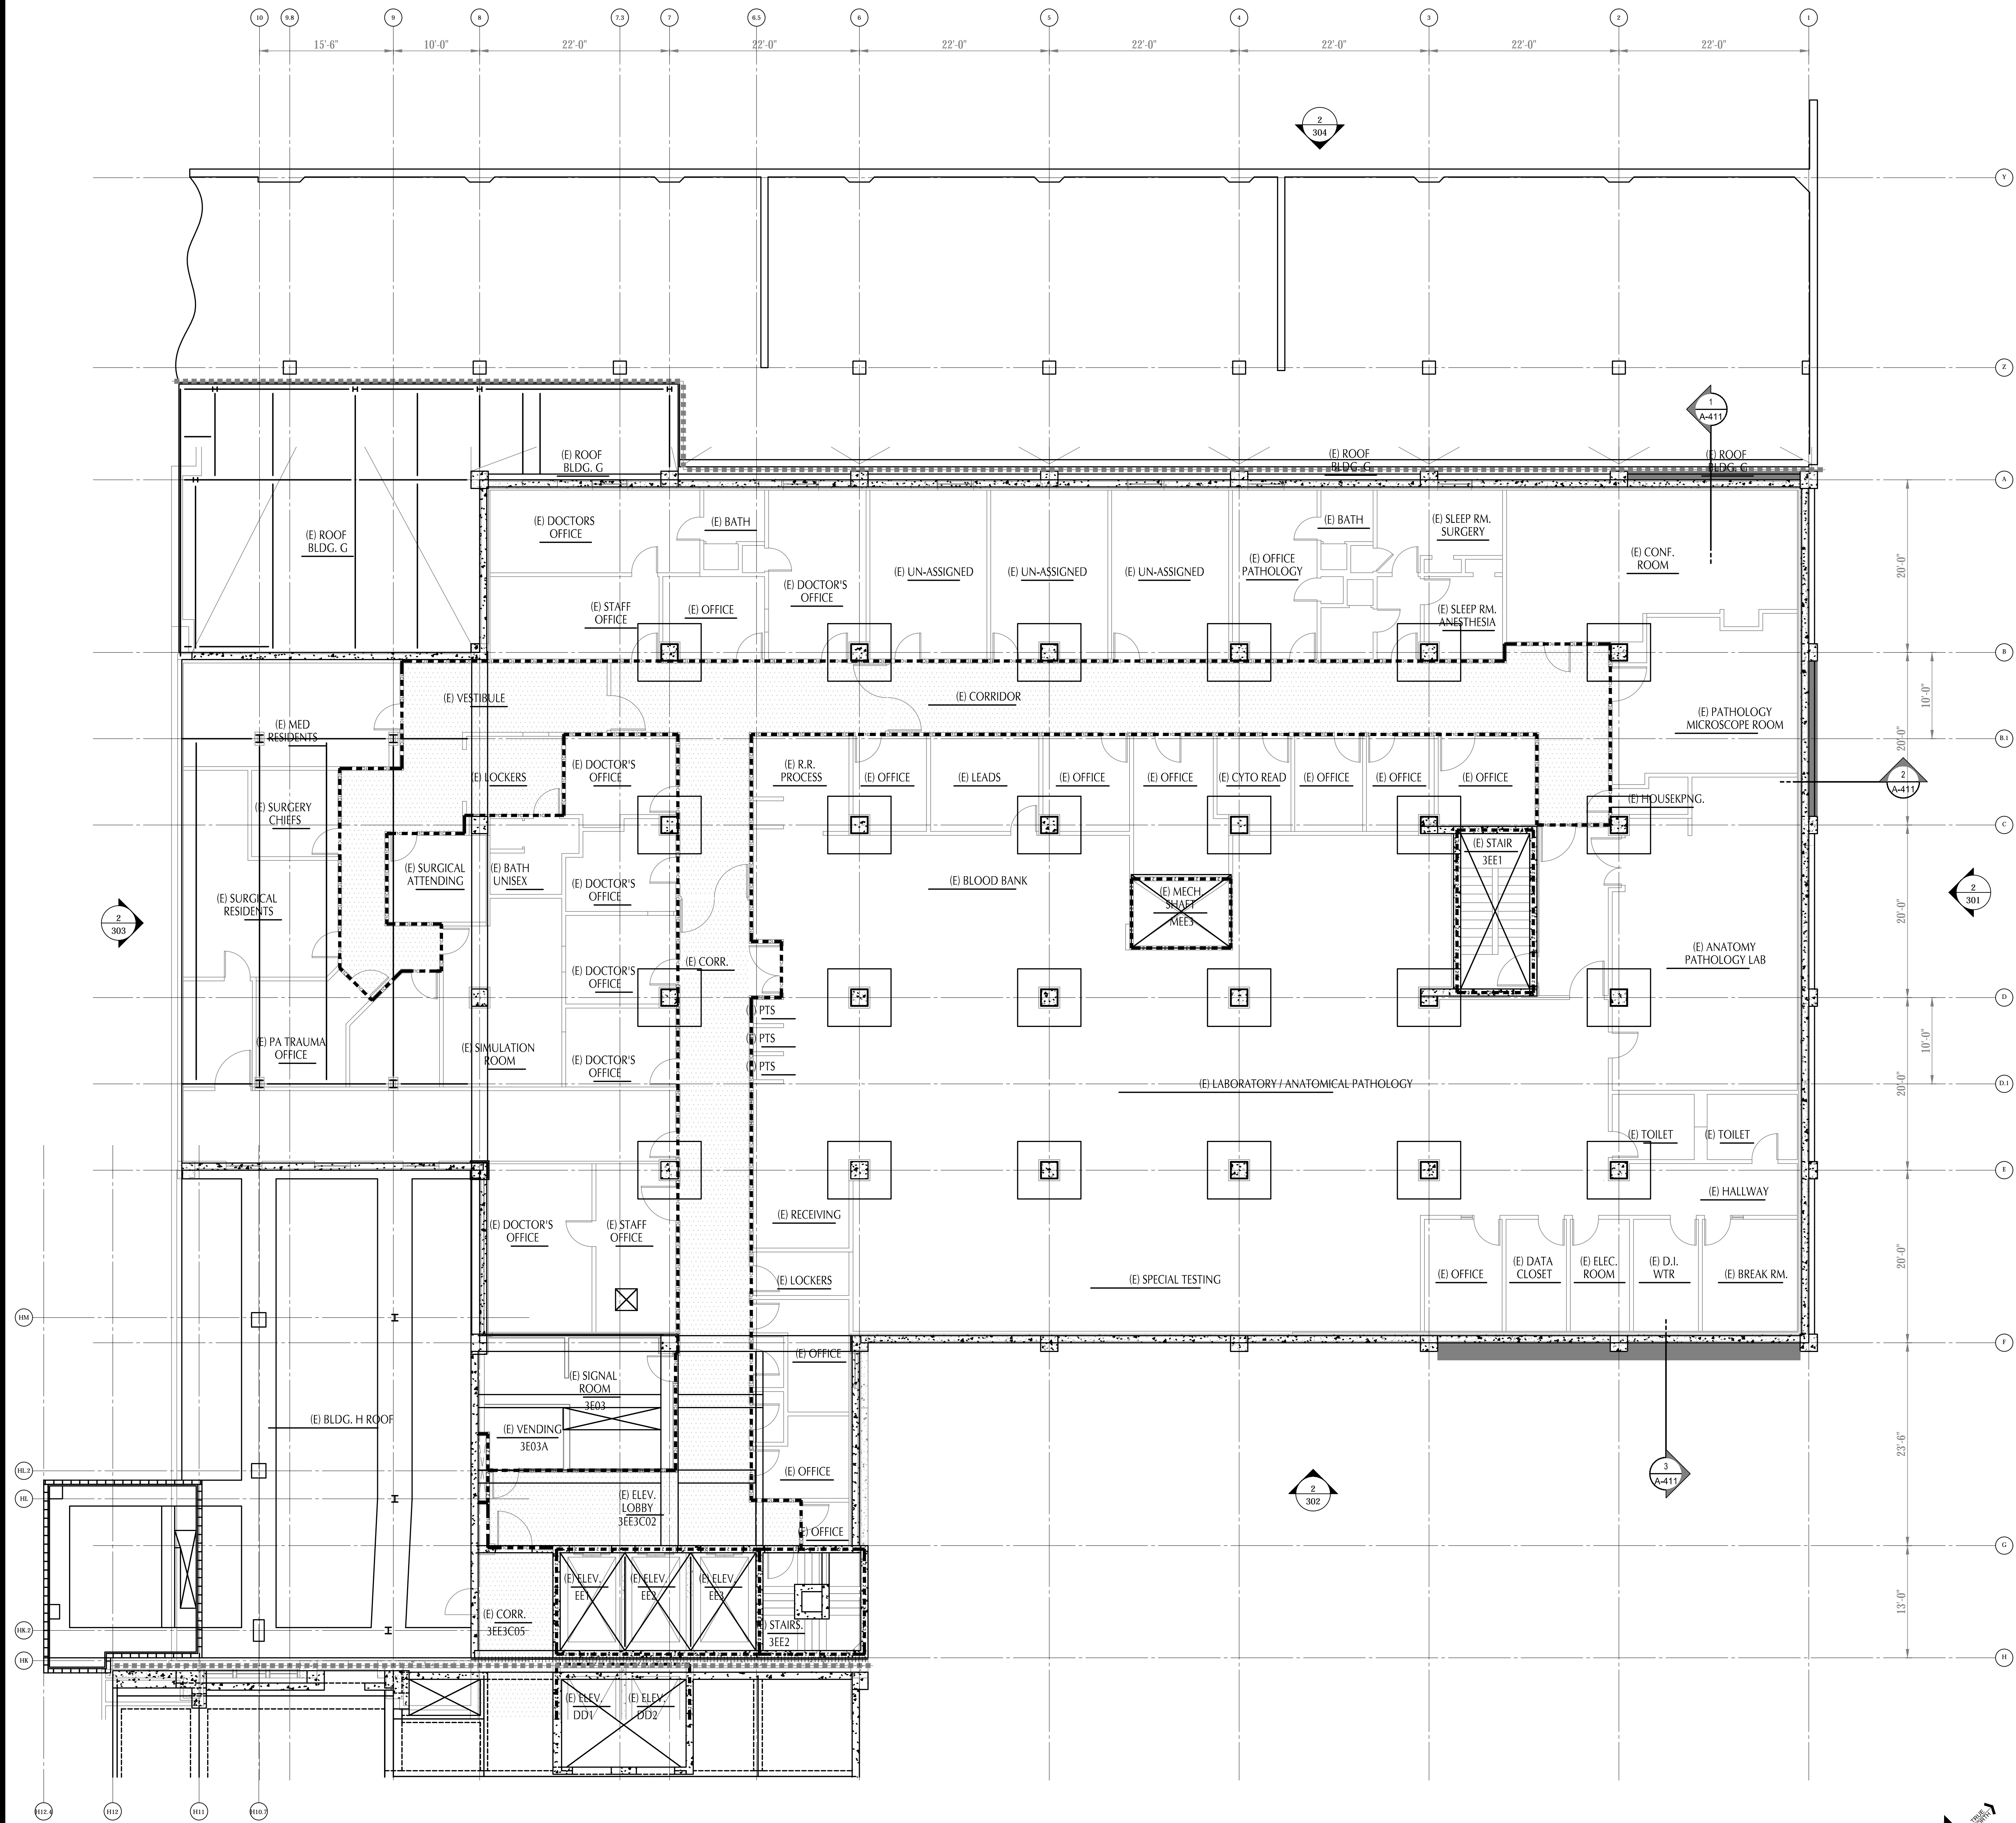 10
9.8
9
8
7.3
7
6.5
6
5
4
3
2
1
15'-6"
10'-0"
22'-0"
22'-0"
22'-0"
22'-0"
22'-0"
22'-0"
22'-0"
2
304
Y
Z
1
A-411
(E) ROOF
BLDG. G
(E) ROOF
BLDG. G
(E) ROOF
BLDG. G
A
(E) ROOF
BLDG. G
(E) DOCTORS
OFFICE
(E) BATH
(E) BATH
(E) SLEEP RM.
SURGERY
(E) CONF.
ROOM
(E) DOCTOR'S
OFFICE
(E) UN-ASSIGNED
(E) UN-ASSIGNED
(E) UN-ASSIGNED
(E) OFFICE
PATHOLOGY
20'-0"
(E) STAFF
OFFICE
(E) OFFICE
(E) SLEEP RM.
ANESTHESIA
B
(E) VESTIBULE
(E) CORRIDOR
10'-0"
(E) MED
RESIDENTS
(E) PATHOLOGY
MICROSCOPE ROOM
B.1
20'-0"
(E) LOCKERS
(E) DOCTOR'S
OFFICE
(E) R.R.
PROCESS
(E) OFFICE
(E) LEADS
(E) OFFICE
(E) OFFICE
(E) CYTO READ
(E) OFFICE
(E) OFFICE
(E) OFFICE
2
A-411
(E) SURGERY
CHIEFS
(E) HOUSEKPNG.
C
(E) STAIR
3EE1
(E) SURGICAL
ATTENDING
(E) BATH
UNISEX
(E) DOCTOR'S
OFFICE
(E) BLOOD BANK
(E) MECH.
SHAFT
MEE3
(E) SURGICAL
RESIDENTS
2
303
2
301
20'-0"
(E) DOCTOR'S
OFFICE
(E) CORR.
(E) ANATOMY
PATHOLOGY LAB
D
(E) PTS
(E) PTS
(E) PTS
(E) PA TRAUMA
OFFICE
(E) SIMULATION
ROOM
(E) DOCTOR'S
OFFICE
10'-0"
(E) LABORATORY / ANATOMICAL PATHOLOGY
D.1
20'-0"
(E) TOILET
(E) TOILET
E
(E) HALLWAY
(E) DOCTOR'S
OFFICE
(E) STAFF
OFFICE
(E) RECEIVING
20'-0"
(E) LOCKERS
(E) SPECIAL TESTING
(E) OFFICE
(E) DATA
CLOSET
(E) ELEC.
ROOM
(E) D.I.
WTR
(E) BREAK RM.
HM
F
(E) OFFICE
(E) SIGNAL
ROOM
3E03
(E) BLDG. H ROOF
(E) VENDING
3E03A
23'-6"
HL.2
(E) OFFICE
3
A-411
HL
(E) ELEV.
LOBBY
3EE3C02
2
302
(E) OFFICE
G
(E) ELEV.
EE1
(E) ELEV.
EE2
(E) ELEV.
EE3
13'-0"
(E) CORR.
3EE3C05
(E) STAIRS.
3EE2
HK.2
HK
H
(E) ELEV.
DD1
(E) ELEV.
DD2
H12.4
H12
H11
H10.7
TRUE